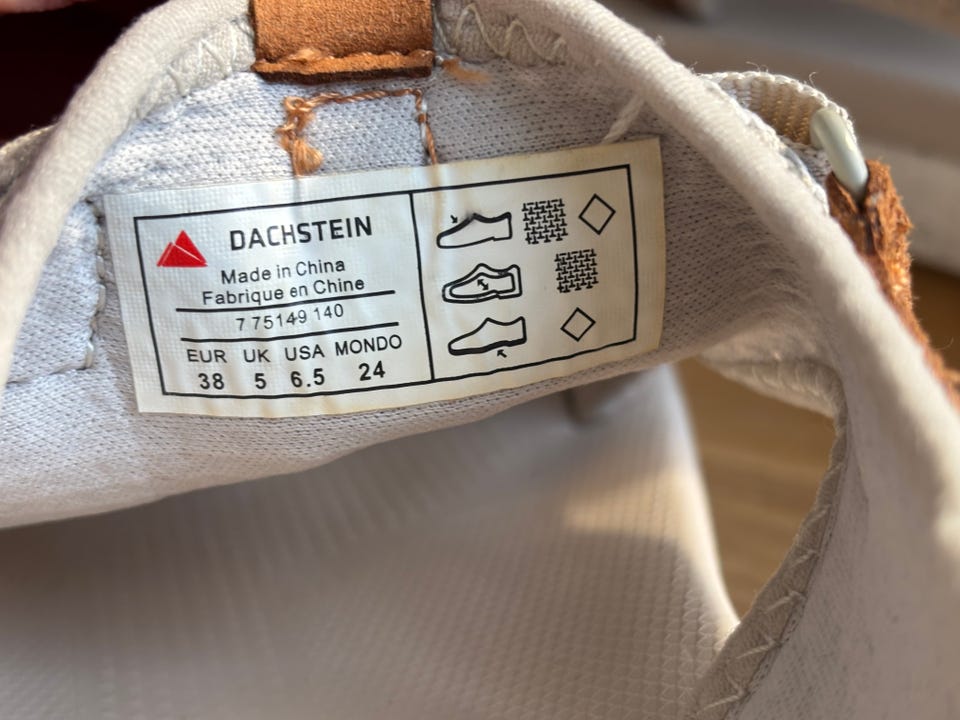 DACHSTEIN
Made in China
Fabrique en Chine
7 75149 140
EUR UK USA MONDO
38 5 6.5 24